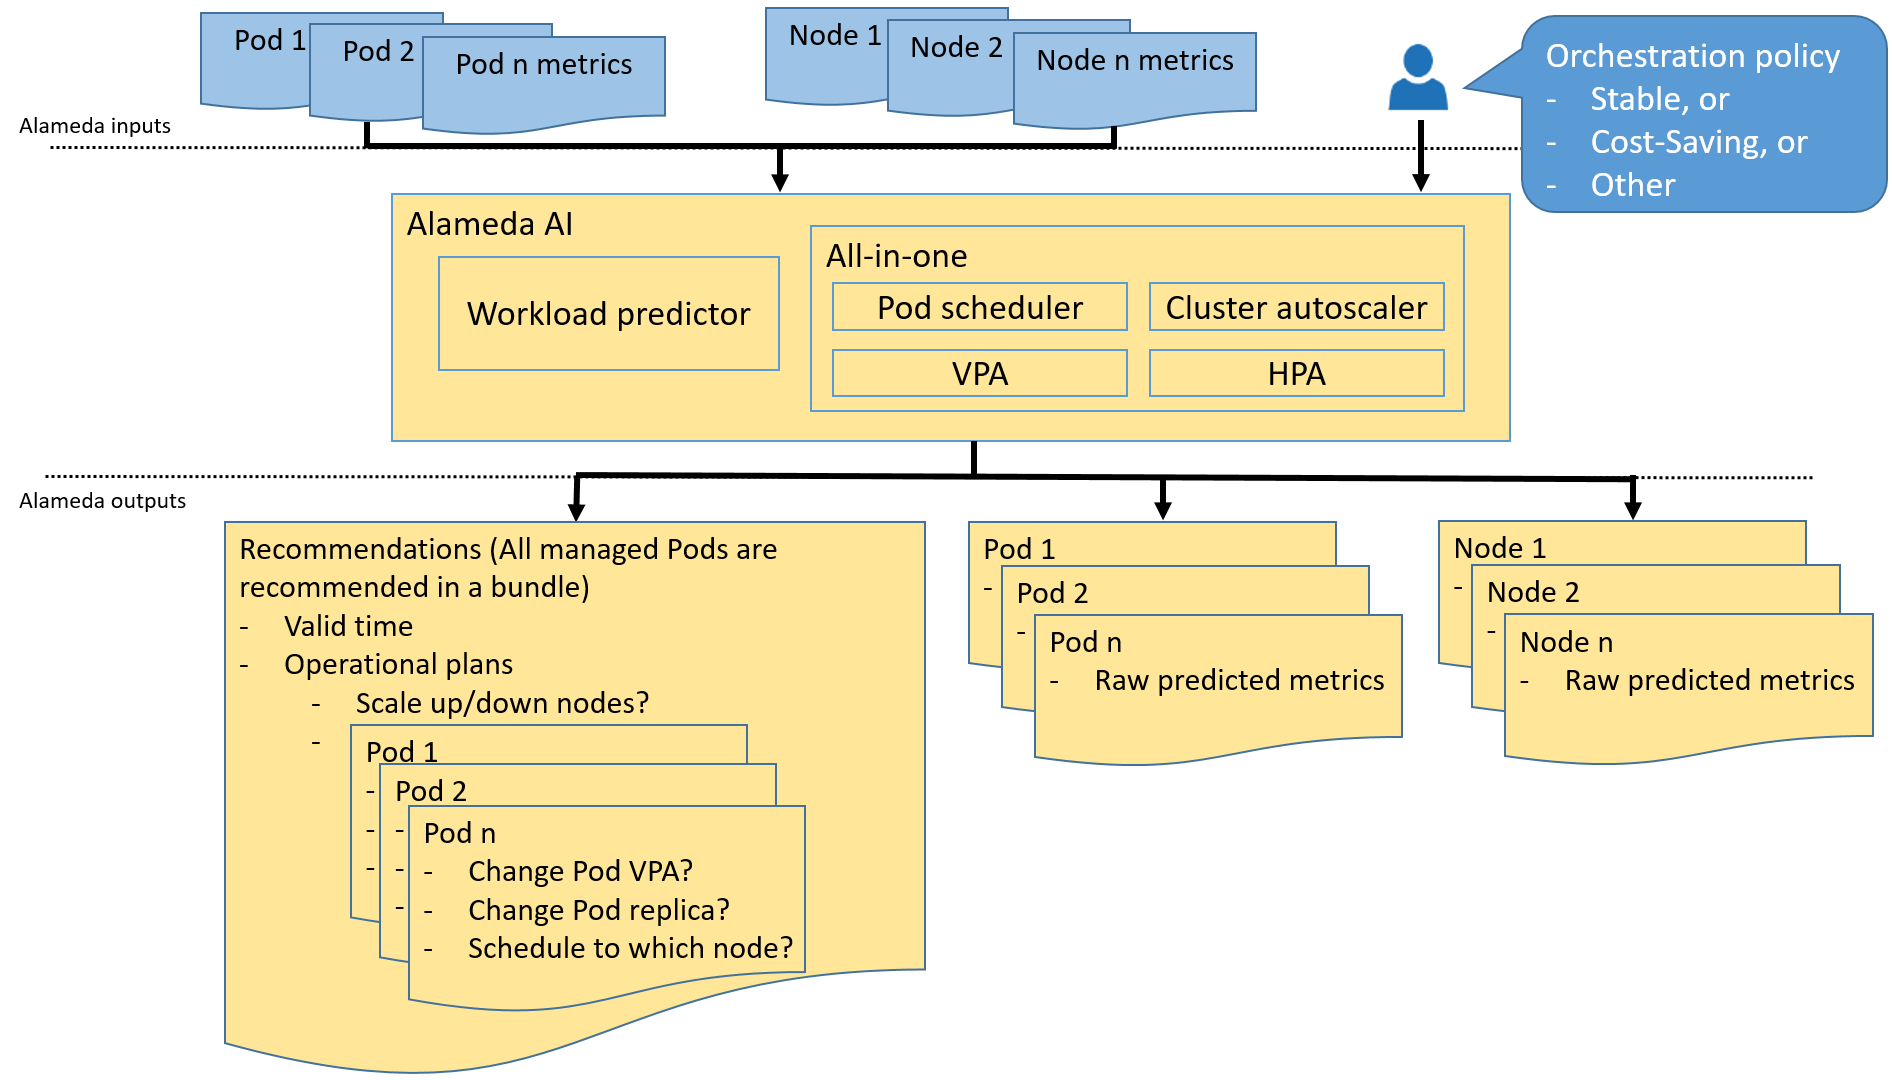 Pod 1
Pod 2
Pod n metrics
Node 1
Node 2
Node n metrics
Orchestration policy
- Stable, or
- Cost-Saving, or
- Other
Alameda inputs
Alameda AI
Workload predictor
All-in-one
Pod scheduler
Cluster autoscaler
VPA
HPA
Alameda outputs
Recommendations (All managed Pods are
recommended in a bundle)
- Valid time
- Operational plans
- Scale up/down nodes?
-
Pod 1
-
-
-
Pod 2
-
-
-
Pod n
- Change Pod VPA?
- Change Pod replica?
- Schedule to which node?
Pod 1
-
Pod 2
-
Pod n
- Raw predicted metrics
Node 1
-
Node 2
-
Node n
- Raw predicted metrics